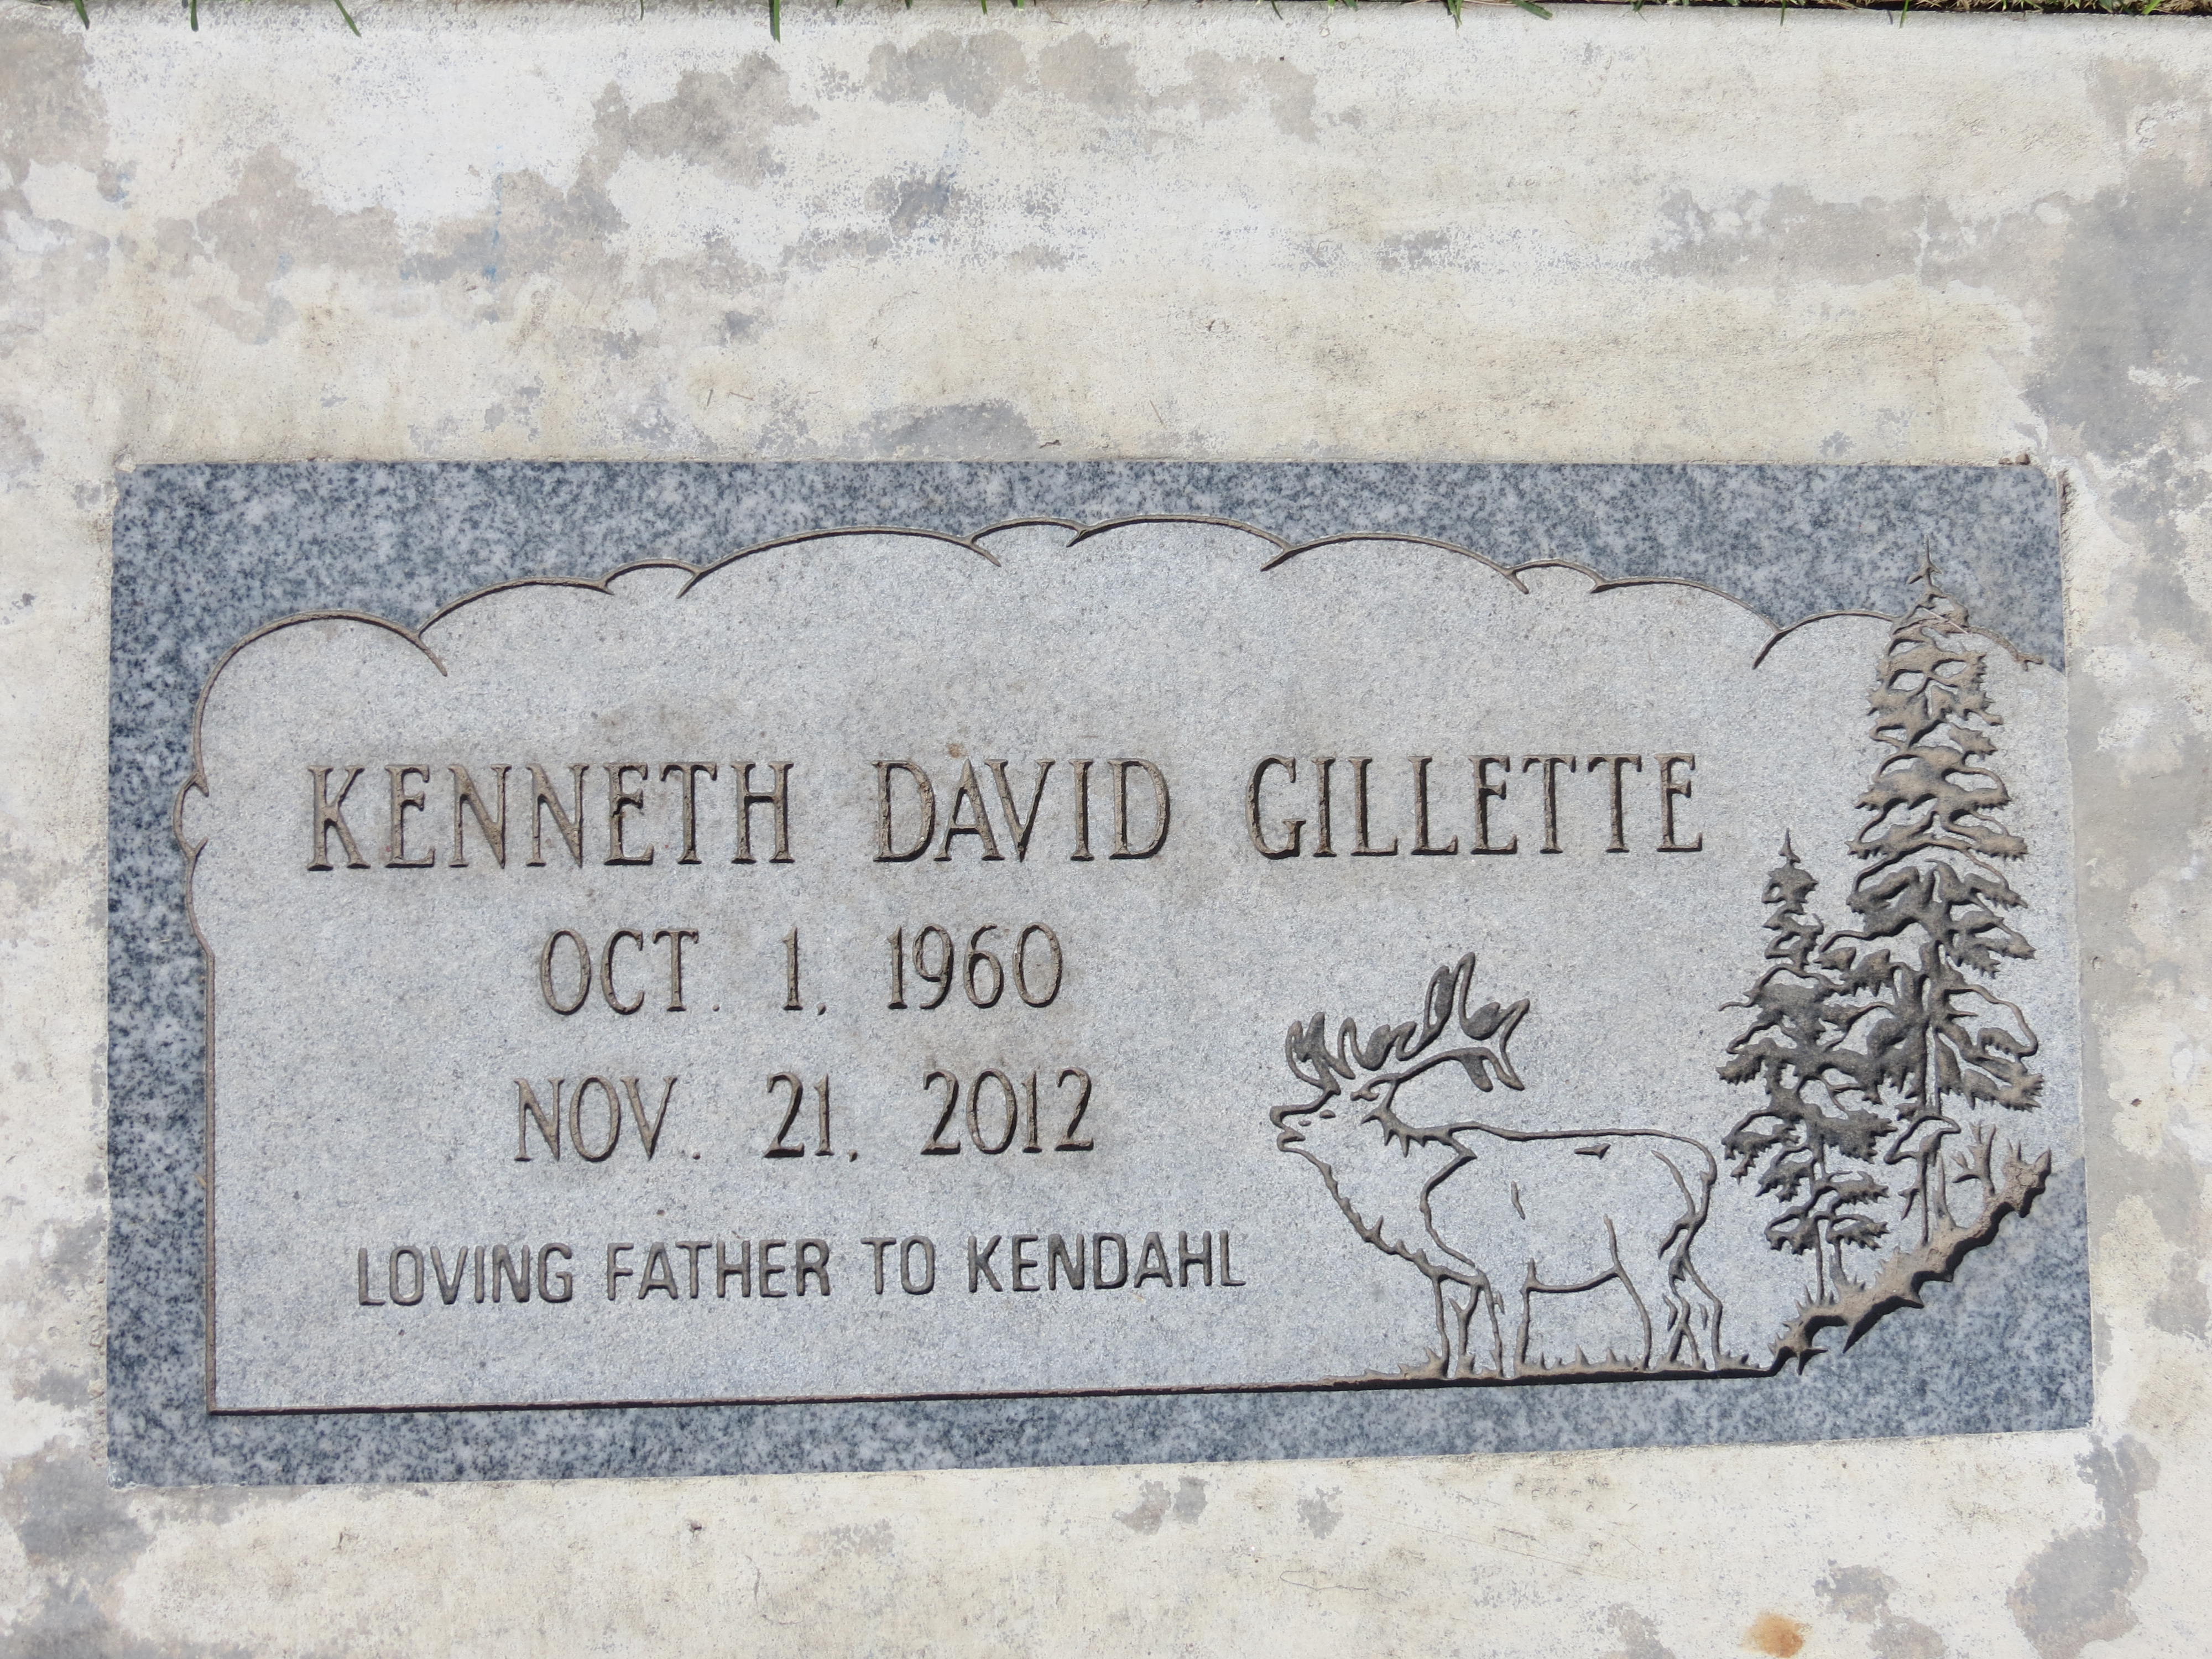 KENNETH DAVID GILLETTE
OCT. 1, 1960
NOV. 21, 2012
LOVING FATHER TO KENDAHL